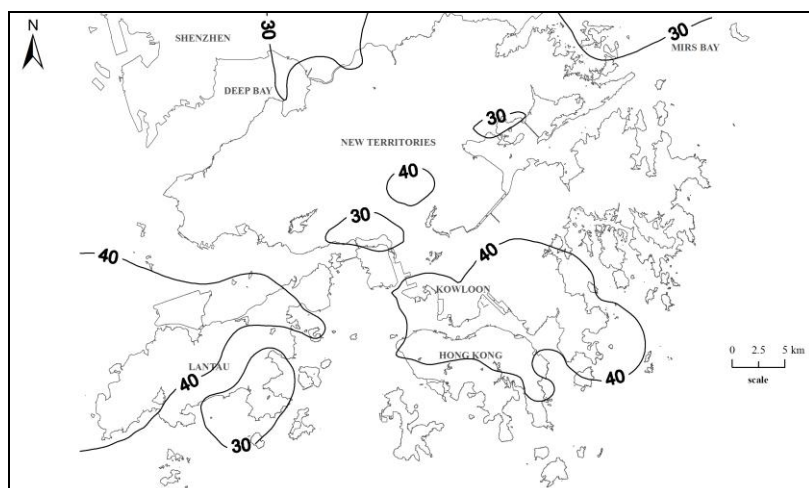 N
SHENZHEN
30
30
MIRS BAY
DEEP BAY
30
NEW TERRITORIES
40
30
40
40
KOWLOON
HONG KONG
LANTAU
40
40
30
0 2.5 5 km
scale